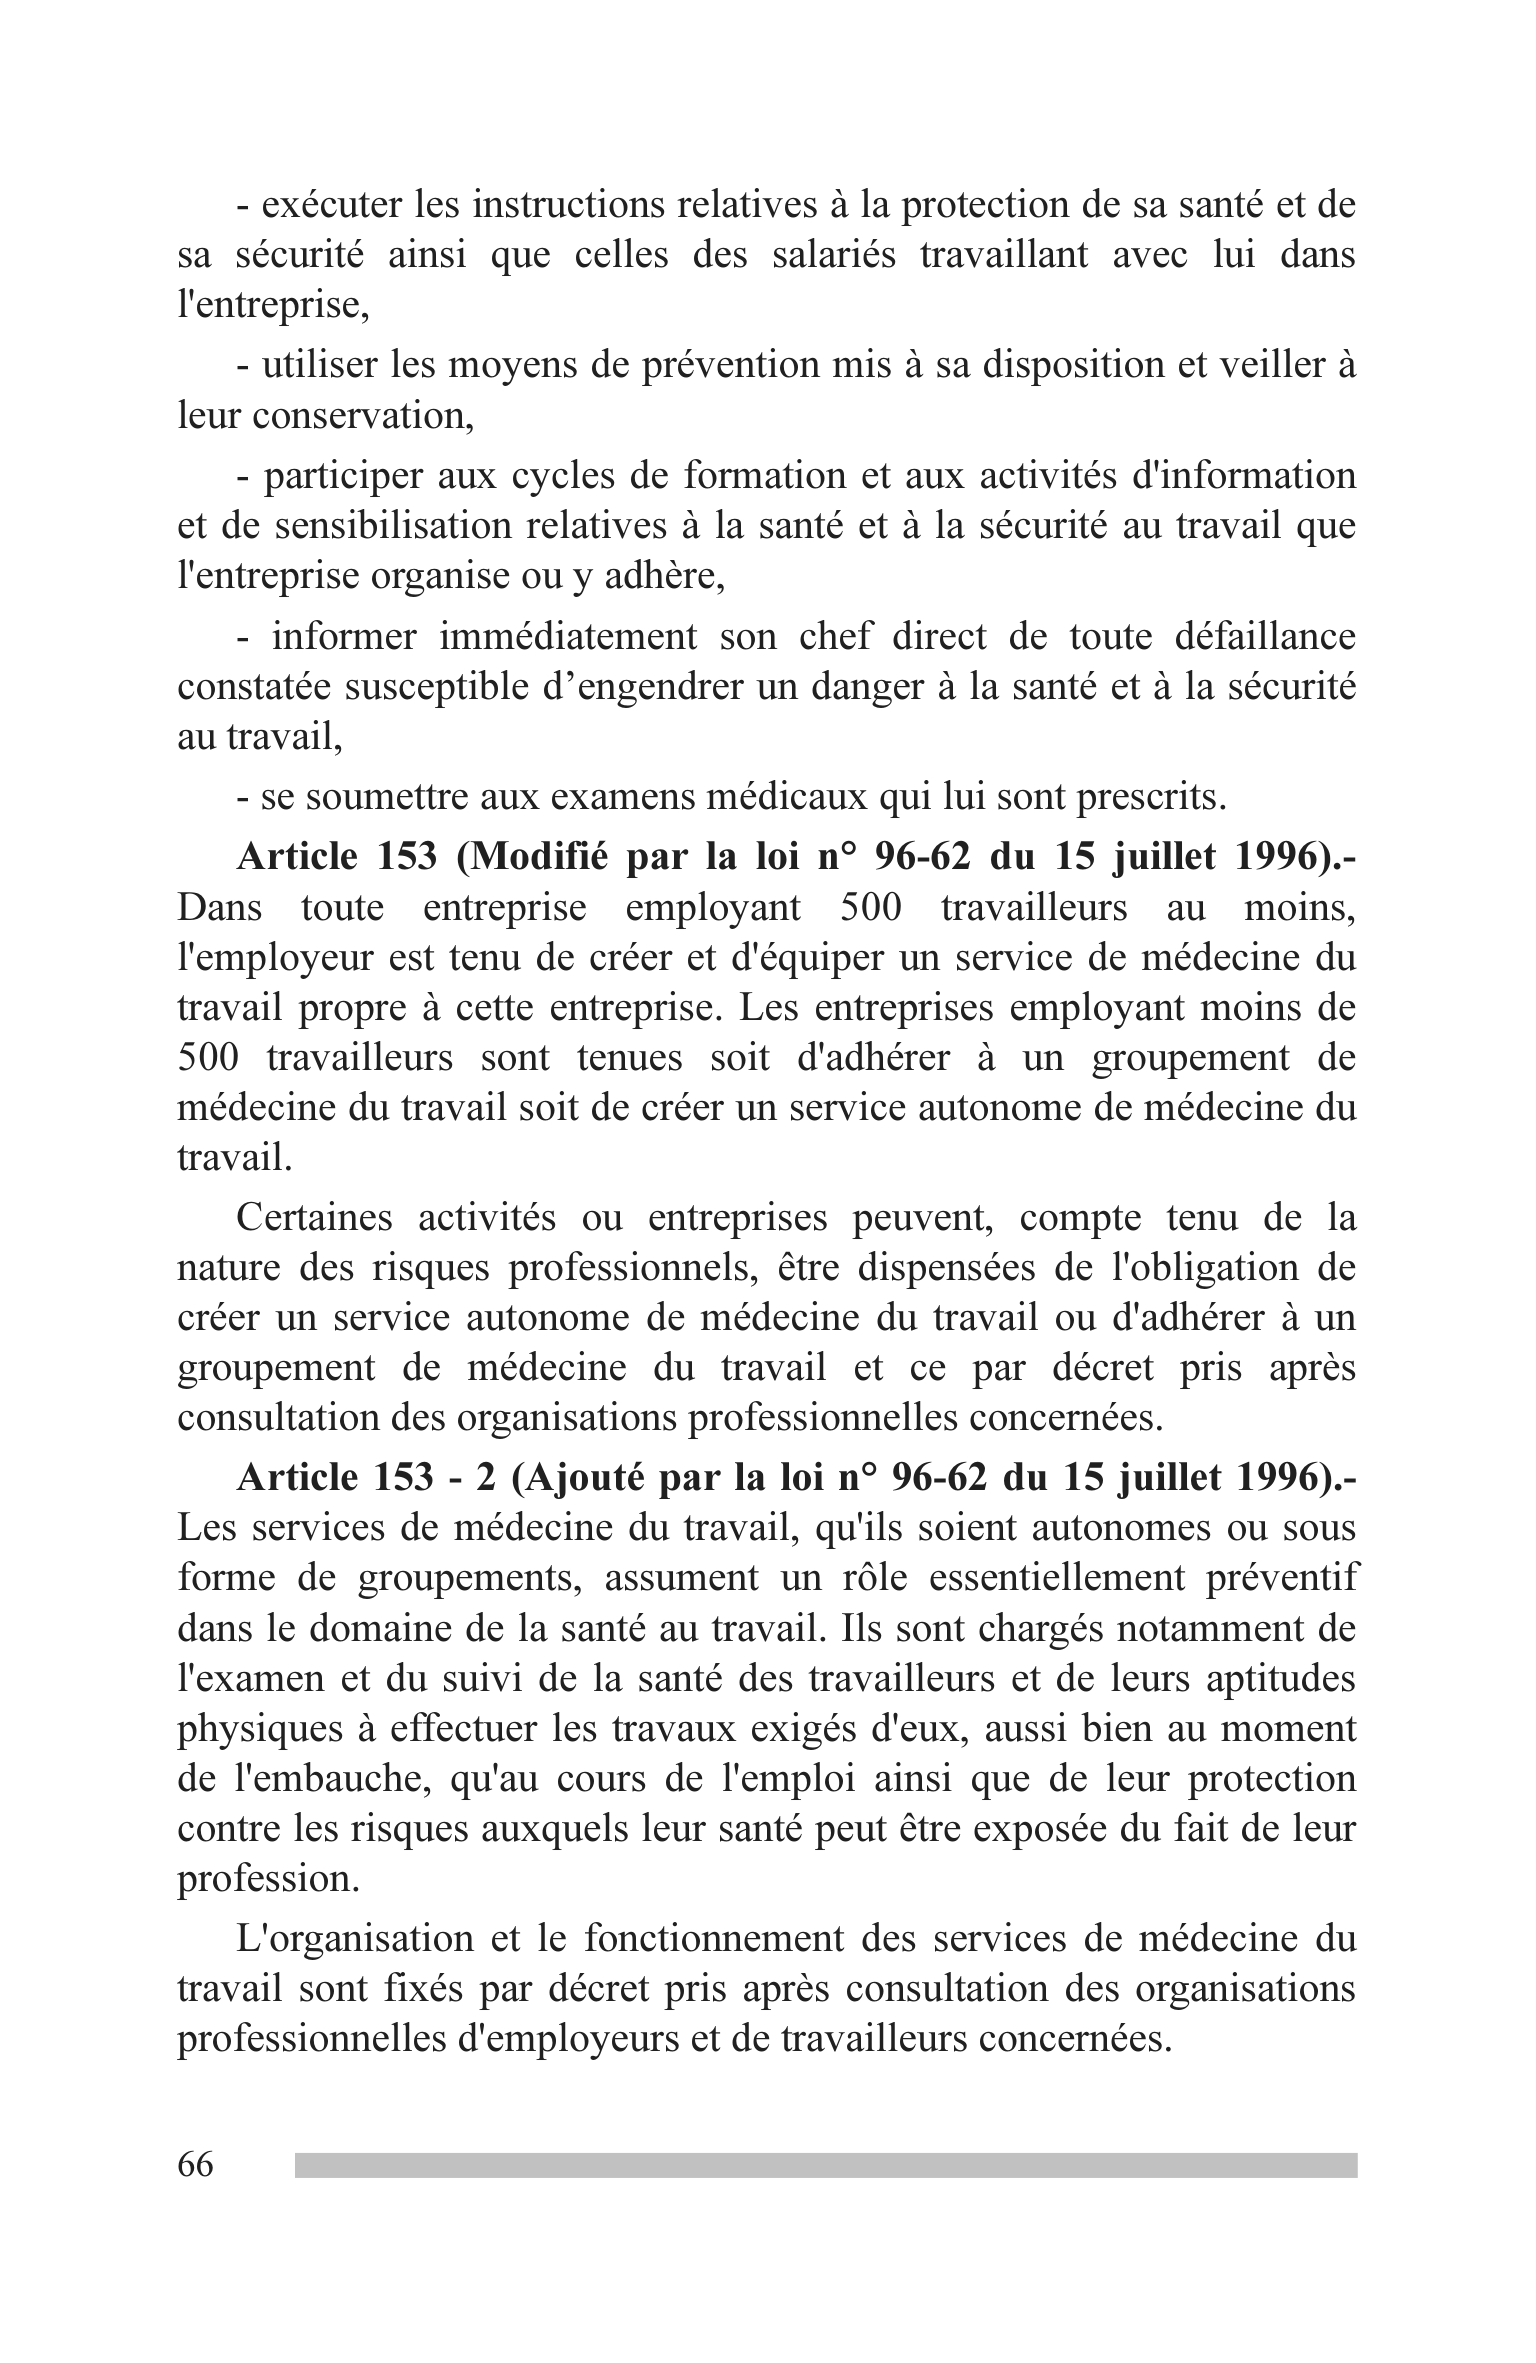 - exécuter les instructions relatives à la protection de sa santé et de
sa sécurité ainsi que celles des salariés travaillant avec lui dans
l'entreprise,
- utiliser les moyens de prévention mis à sa disposition et veiller à
leur conservation,
- participer aux cycles de formation et aux activités d'information
et de sensibilisation relatives à la santé et à la sécurité au travail que
l'entreprise organise ou y adhère,
- informer immédiatement son chef direct de toute défaillance
constatée susceptible d’engendrer un danger à la santé et à la sécurité
au travail,
- se soumettre aux examens médicaux qui lui sont prescrits.
Article 153 (Modifié par la loi n° 96-62 du 15 juillet 1996).-
Dans toute entreprise employant 500 travailleurs au moins,
l'employeur est tenu de créer et d'équiper un service de médecine du
travail propre à cette entreprise. Les entreprises employant moins de
500 travailleurs sont tenues soit d'adhérer à un groupement de
médecine du travail soit de créer un service autonome de médecine du
travail.
Certaines activités ou entreprises peuvent, compte tenu de la
nature des risques professionnels, être dispensées de l'obligation de
créer un service autonome de médecine du travail ou d'adhérer à un
groupement de médecine du travail et ce par décret pris après
consultation des organisations professionnelles concernées.
Article 153 - 2 (Ajouté par la loi n° 96-62 du 15 juillet 1996).-
Les services de médecine du travail, qu'ils soient autonomes ou sous
forme de groupements, assument un rôle essentiellement préventif
dans le domaine de la santé au travail. Ils sont chargés notamment de
l'examen et du suivi de la santé des travailleurs et de leurs aptitudes
physiques à effectuer les travaux exigés d'eux, aussi bien au moment
de l'embauche, qu'au cours de l'emploi ainsi que de leur protection
contre les risques auxquels leur santé peut être exposée du fait de leur
profession.
L'organisation et le fonctionnement des services de médecine du
travail sont fixés par décret pris après consultation des organisations
professionnelles d'employeurs et de travailleurs concernées.
66